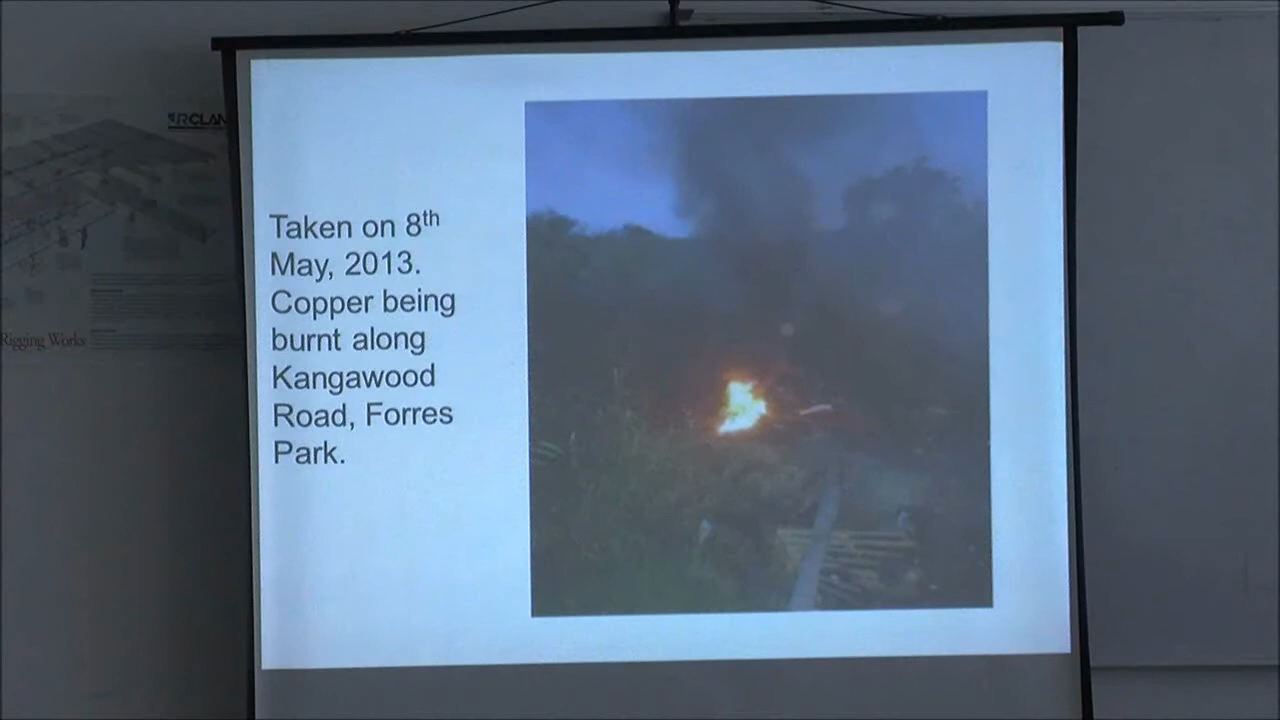 Taken on 8th
May, 2013.
Copper being
burnt along
Kangawood
Road, Forres
Park.
Rigging Works